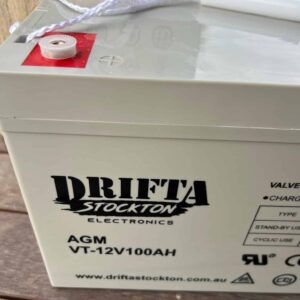 DRIFTA
STOCKTON
ELECTRONICS
AGM
VT-12V100AH
www.driftastockton.com.au
VALVE
•CHARG
TYPE
STAND-BY US
CYCLIC USE